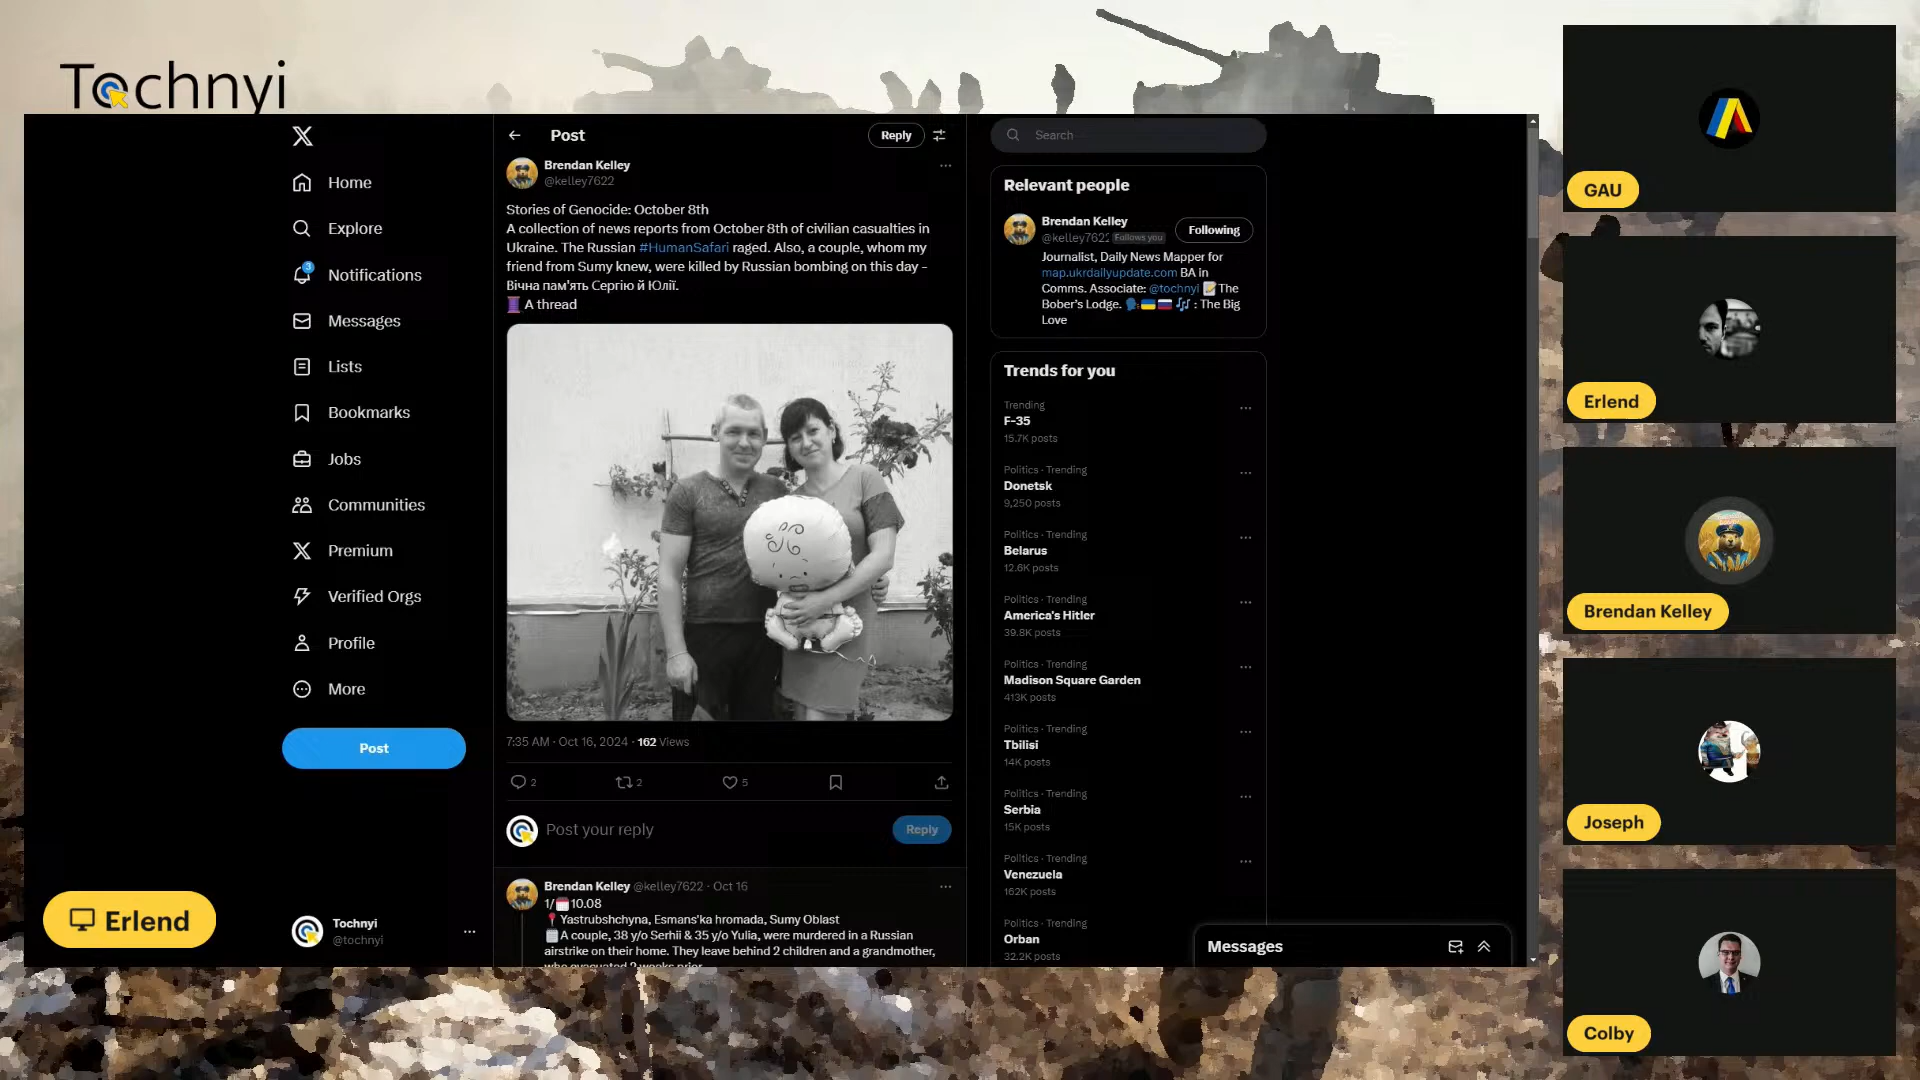 Tochnyi
Home
Explore
3
Notifications
Messages
Lists
Bookmarks
Jobs
Communities
Premium
Verified Orgs
Profile
More
Post
Tochnyi
@tochnyi
Erlend
Post
Reply
Brendan Kelley
@kelley7622
Stories of Genocide: October 8th
A collection of news reports from October 8th of civilian casualties in
Ukraine. The Russian #HumanSafari raged. Also, a couple, whom my
friend from Sumy knew, were killed by Russian bombing on this day -
Вічна пам'ять Сергію й Юлії.
A thread
7:35 AM · Oct 16, 2024 · 162 Views
2
2
5
Post your reply
Reply
Brendan Kelley @kelley7622 · Oct 16
1/ 10.08
Yastrubshchyna, Esmans'ka hromada, Sumy Oblast
A couple, 38 y/o Serhii & 35 y/o Yulia, were murdered in a Russian
airstrike on their home. They leave behind 2 children and a grandmother,
who evacuated 2 weeks prior
Search
Relevant people
Brendan Kelley
@kelley7622 Follows you
Following
Journalist, Daily News Mapper for
map.ukrdailyupdate.com BA in
Comms. Associate: @tochnyi The
Bober's Lodge. : The Big
Love
Trends for you
Trending
F-35
15.7K posts
Politics · Trending
Donetsk
9,250 posts
Politics · Trending
Belarus
12.6K posts
Politics · Trending
America's Hitler
39.8K posts
Politics · Trending
Madison Square Garden
413K posts
Politics · Trending
Tbilisi
14K posts
Politics · Trending
Serbia
15K posts
Politics · Trending
Venezuela
162K posts
Politics · Trending
Orban
32.2K posts
Messages
GAU
Erlend
Brendan Kelley
Joseph
Colby